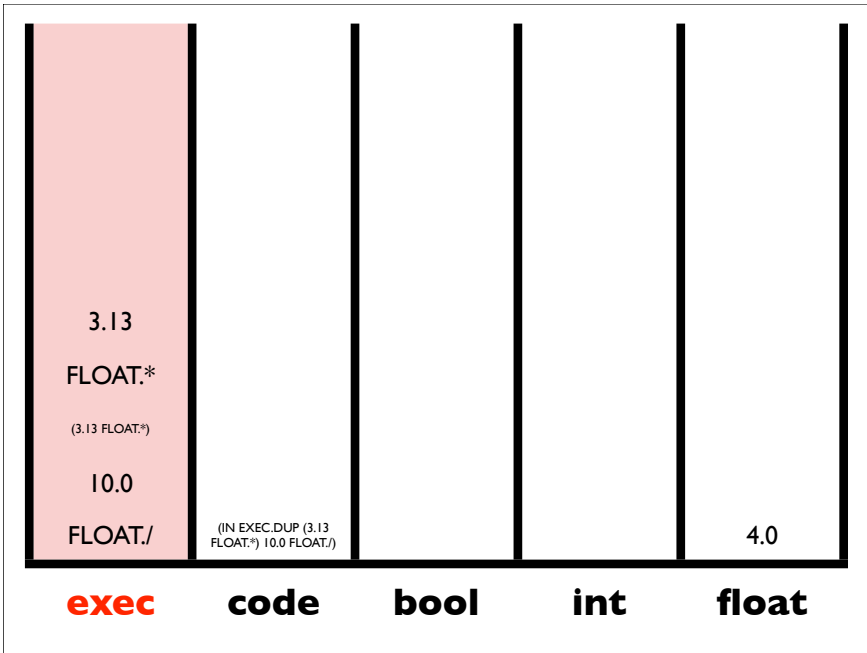 3.13
FLOAT.*
(3.13 FLOAT.*)
10.0
FLOAT./
(IN EXEC.DUP (3.13
FLOAT.*) 10.0 FLOAT./)
4.0
exec code bool int float